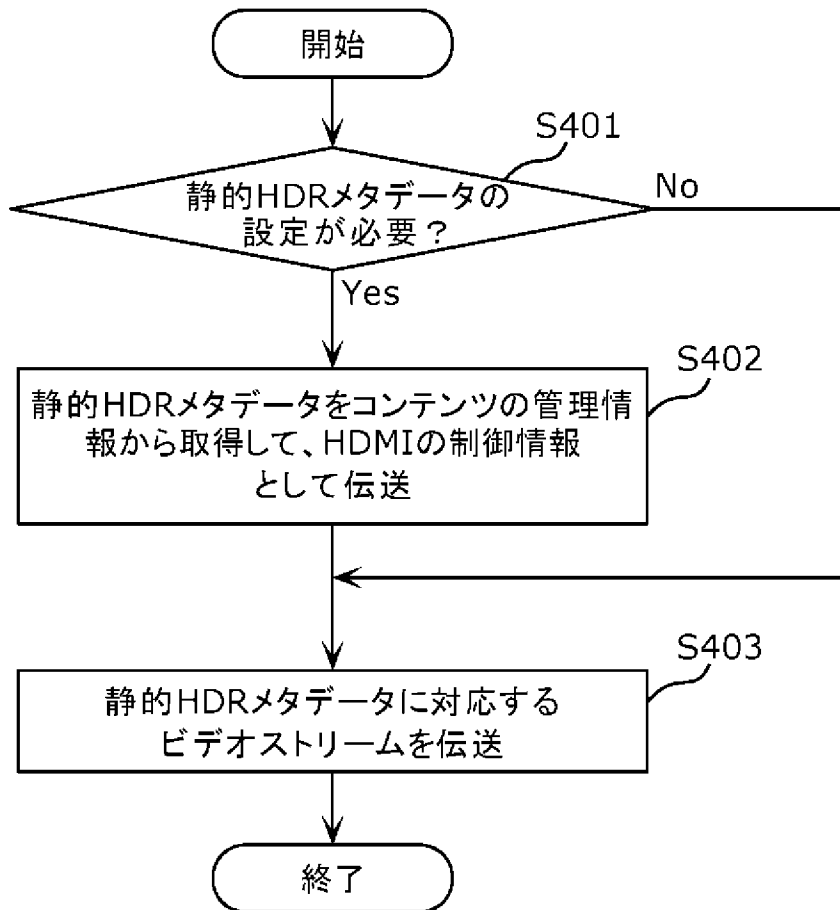 開始
S401
静的HDRメタデータの
設定が必要？
No
Yes
S402
静的HDRメタデータをコンテンツの管理情
報から取得して、HDMIの制御情報
として伝送
S403
静的HDRメタデータに対応する
ビデオストリームを伝送
終了